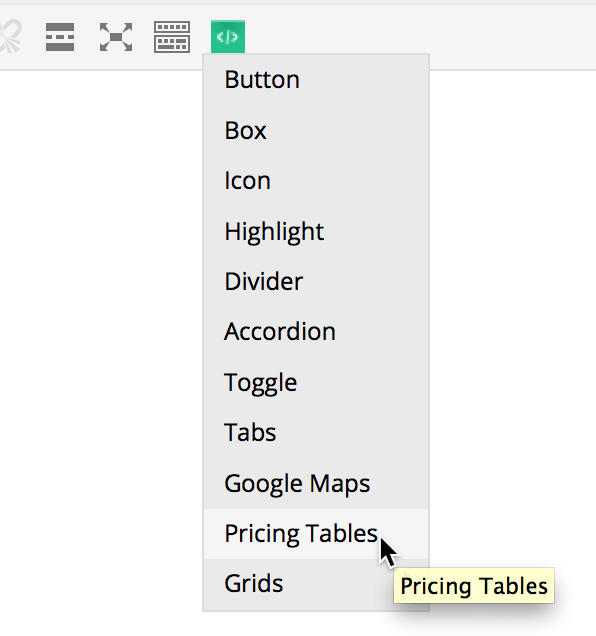 </>
Button
Box
Icon
Highlight
Divider
Accordion
Toggle
Tabs
Google Maps
Pricing Tables
Pricing Tables
Grids